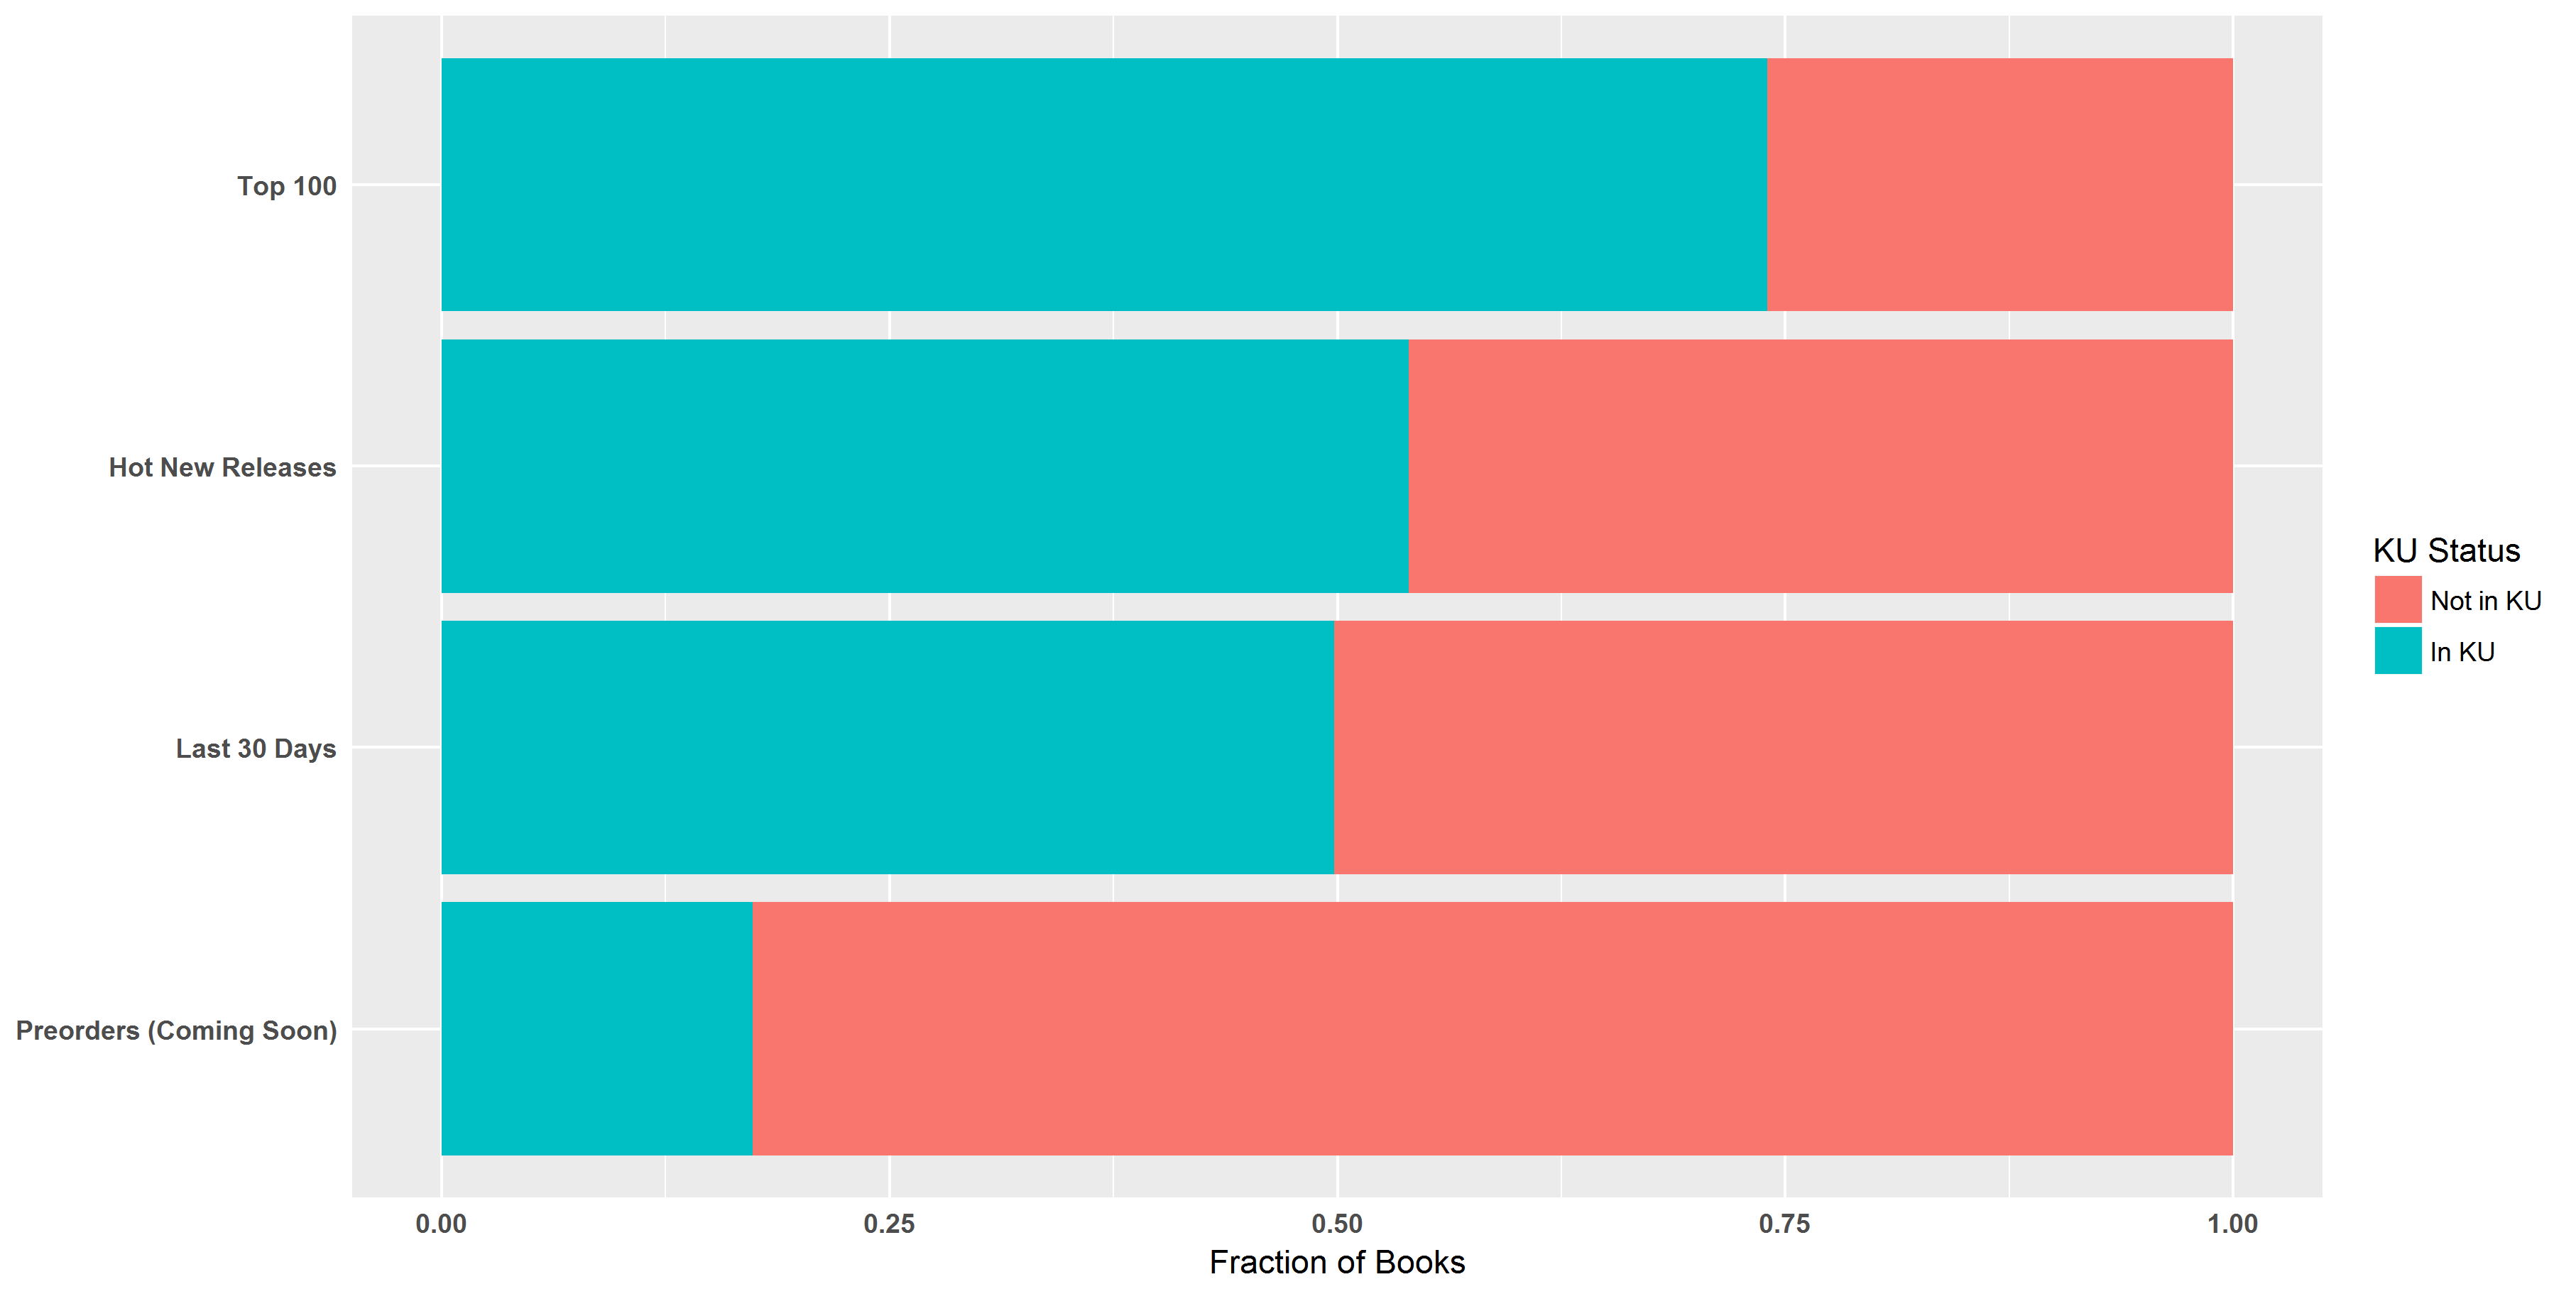 Top 100
Hot New Releases
Last 30 Days
Preorders (Coming Soon)
0.00 0.25 0.50 0.75 1.00
Fraction of Books
KU Status
Not in KU
In KU